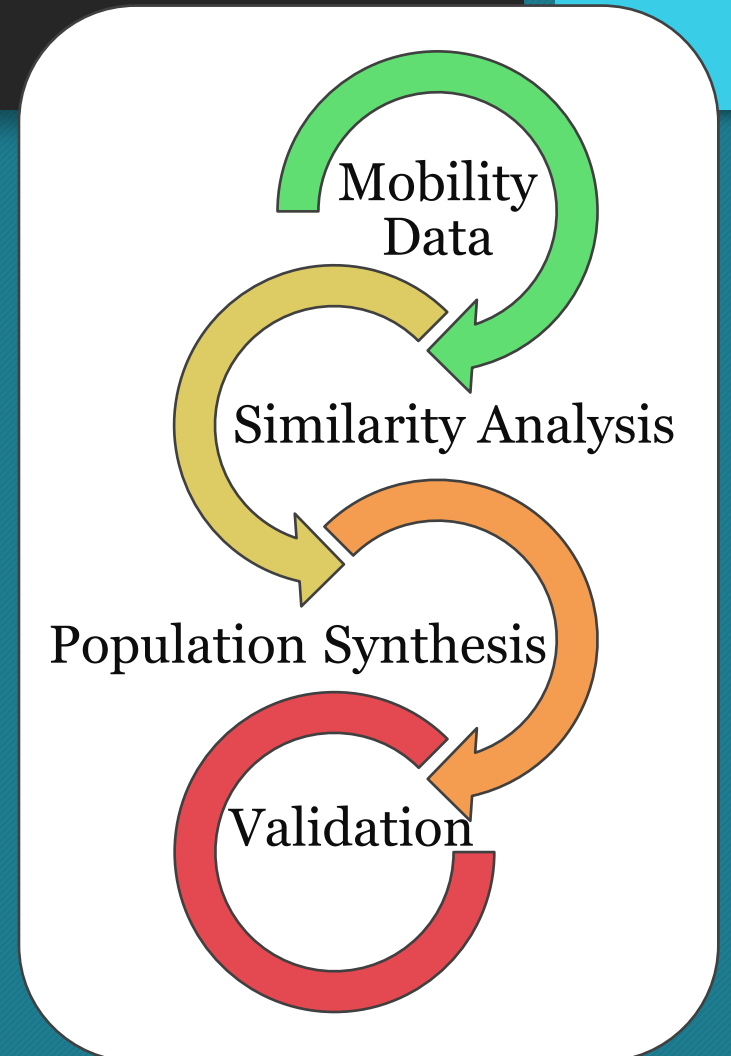 Mobility
Data
Similarity Analysis
Population Synthesis
Validation